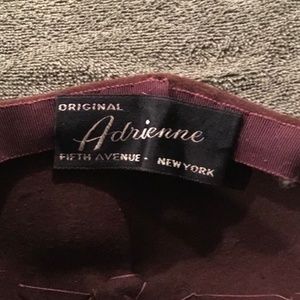 ORIGINAL
Adrienne
FIFTH AVENUE - NEW YORK